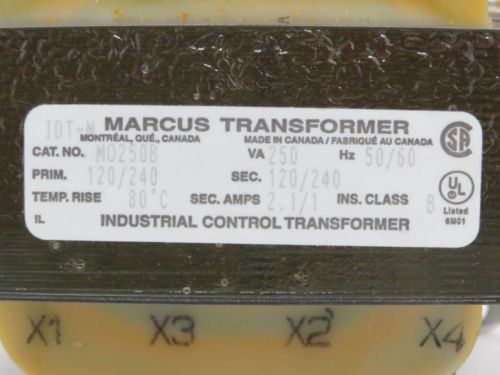 IDT-M MARCUS TRANSFORMER
MONTRÉAL, QUÉ., CANADA MADE IN CANADA / FABRIQUÉ AU CANADA
CAT. NO. MO250B VA 250 Hz 50/60
PRIM. 120/240 SEC. 120/240
TEMP. RISE 80°C SEC. AMPS 2.1/1 INS. CLASS B
IL INDUSTRIAL CONTROL TRANSFORMER
SA
UL
Listed
6M01
X1 X3 X2 X4